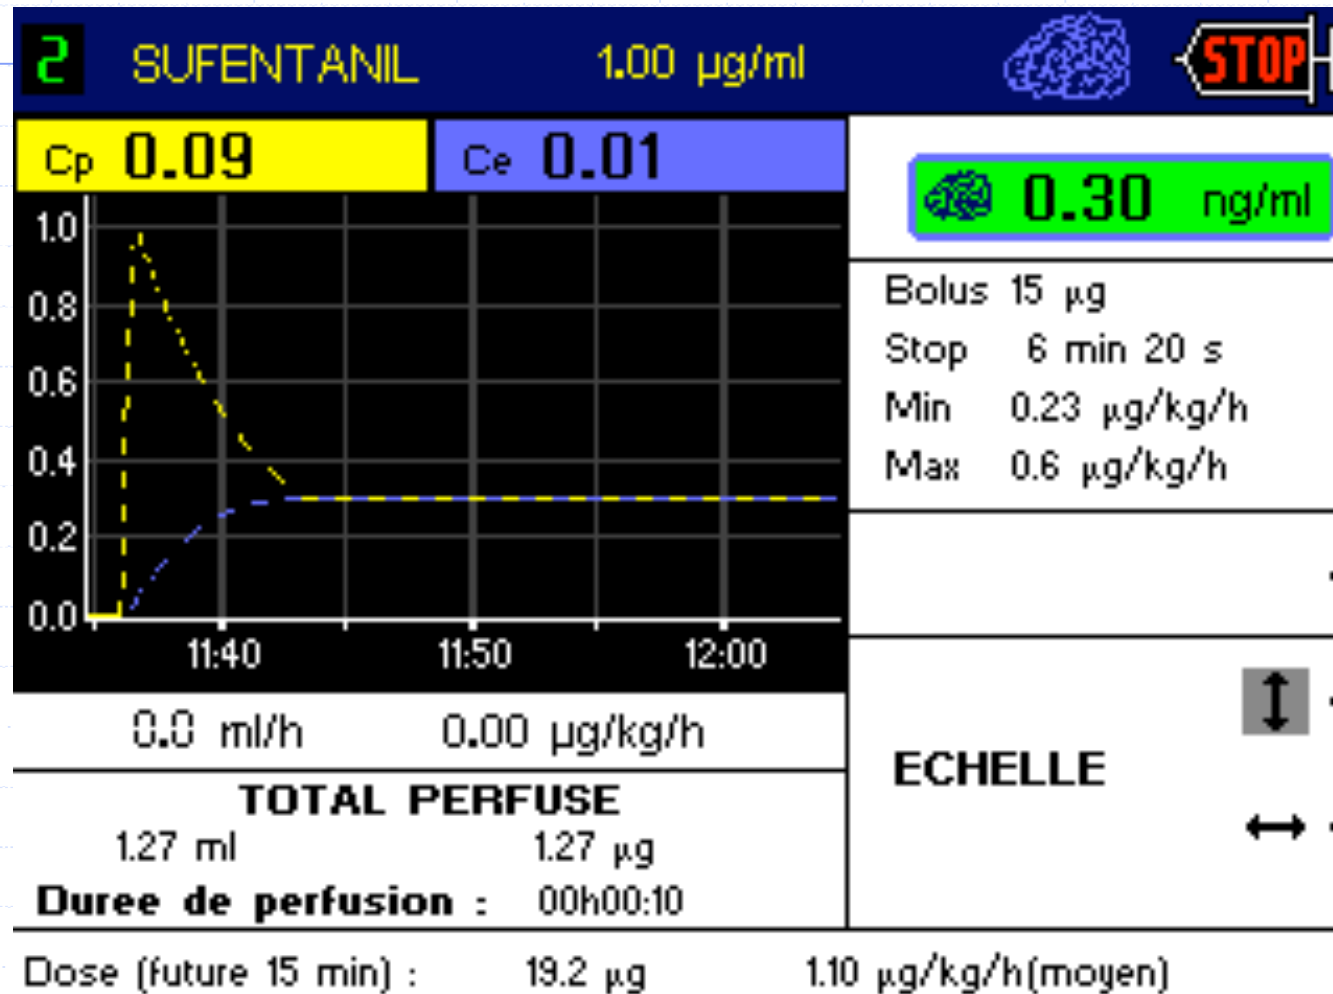 2 SUFENTANIL 1.00 µg/ml STOP
Cp 0.09 Ce 0.01
0.30 ng/ml
1.0
0.8
0.6
0.4
0.2
0.0
11:40 11:50 12:00
Bolus 15 µg
Stop 6 min 20 s
Min 0.23 µg/kg/h
Max 0.6 µg/kg/h
0.0 ml/h 0.00 µg/kg/h
TOTAL PERFUSE
1.27 ml 1.27 µg
Duree de perfusion : 00h00:10
ECHELLE
Dose (future 15 min) : 19.2 µg 1.10 µg/kg/h(moyen)